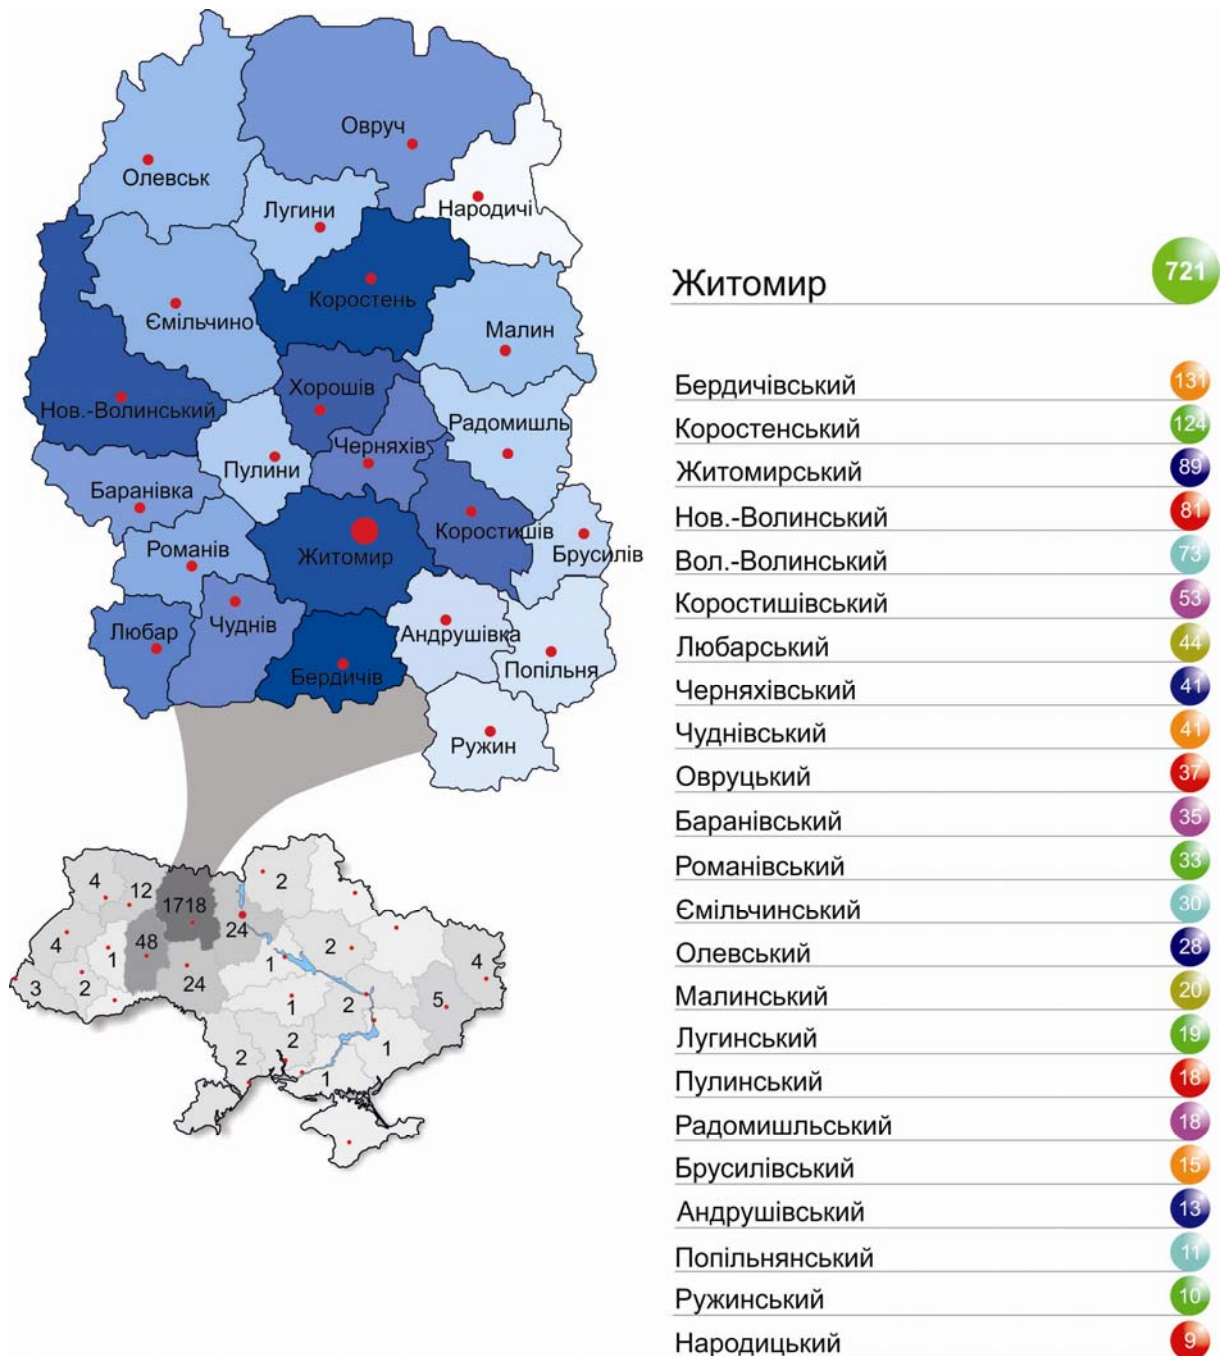 Овруч
Олевськ
Лугини
Народичі
Коростень
Ємільчино
Малин
Хорошів
Нов.-Волинський
Радомишль
Черняхів
Пулини
Баранівка
Коростишів
Романів
Житомир
Брусилів
Любар
Чуднів
Андрушівка
Бердичів
Попільня
Ружин
4
12
1718
2
4
1
48
24
2
4
3
2
24
1
1
2
5
2
2
1
1
Житомир 721
Бердичівський 131
Коростенський 124
Житомирський 89
Нов.-Волинський 81
Вол.-Волинський 73
Коростишівський 53
Любарський 44
Черняхівський 41
Чуднівський 41
Овруцький 37
Баранівський 35
Романівський 33
Ємільчинський 30
Олевський 28
Малинський 20
Лугинський 19
Пулинський 18
Радомишльський 18
Брусилівський 15
Андрушівський 13
Попільнянський 11
Ружинський 10
Народицький 9